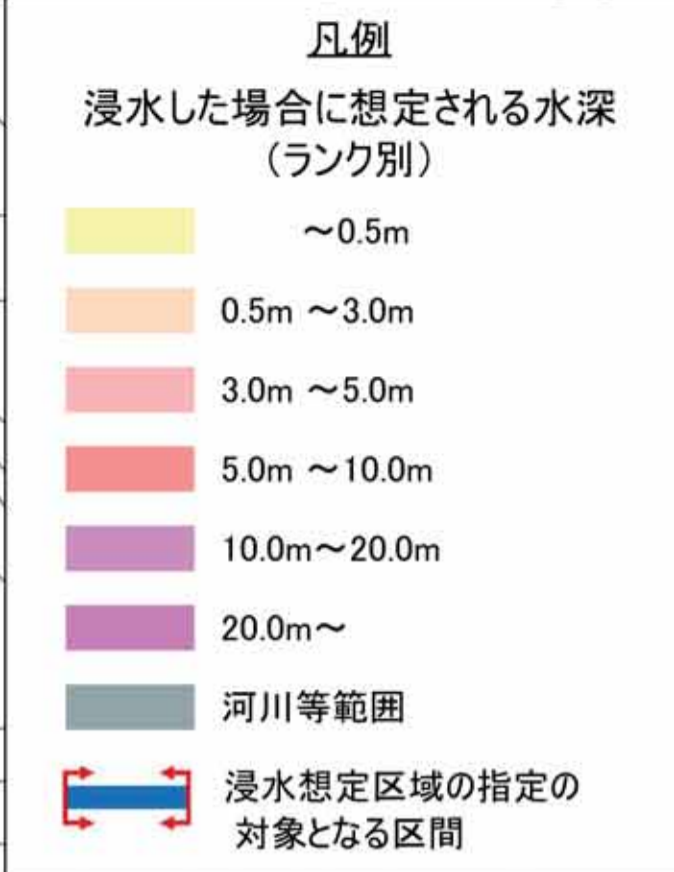 凡例
浸水した場合に想定される水深
（ランク別）
～0.5m
0.5m ～3.0m
3.0m ～5.0m
5.0m ～10.0m
10.0m～20.0m
20.0m～
河川等範囲
浸水想定区域の指定の
対象となる区間